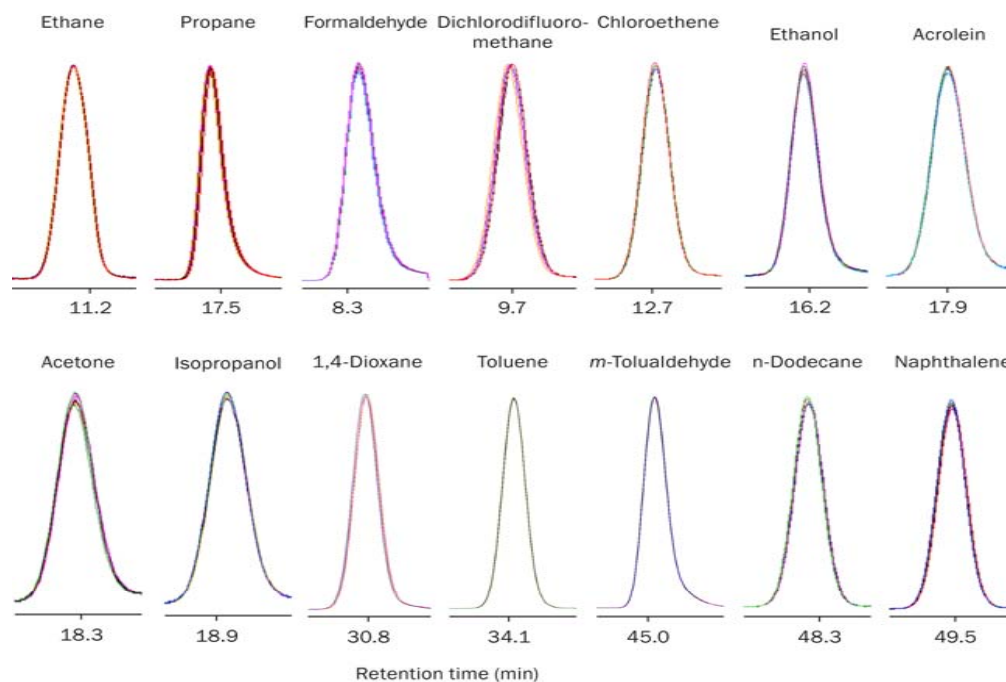 Ethane Propane Formaldehyde Dichlorodifluoro- Chloroethene Ethanol Acrolein
methane
11.2 17.5 8.3 9.7 12.7 16.2 17.9
Acetone Isopropanol 1,4-Dioxane Toluene m-Tolualdehyde n-Dodecane Naphthalene
18.3 18.9 30.8 34.1 45.0 48.3 49.5
Retention time (min)